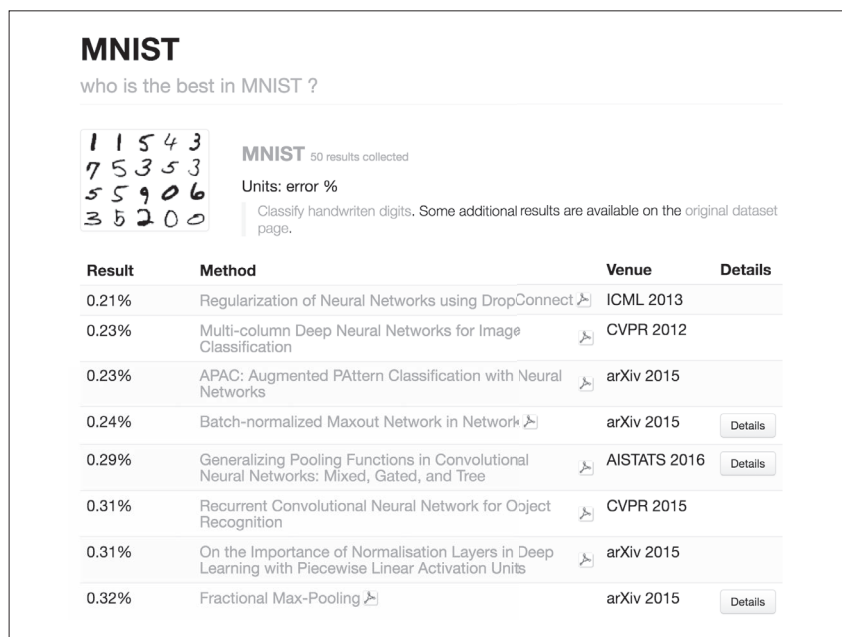 MNIST
who is the best in MNIST ?
1 1 5 4 3
7 5 3 5 3
5 5 9 0 6
3 5 2 0 0
MNIST 50 results collected
Units: error %
Classify handwriten digits. Some additional results are available on the original dataset
page.
Result Method Venue Details
0.21% Regularization of Neural Networks using DropConnect ICML 2013
0.23% Multi-column Deep Neural Networks for Image CVPR 2012
Classification
0.23% APAC: Augmented PAttern Classification with Neural arXiv 2015
Networks
0.24% Batch-normalized Maxout Network in Network arXiv 2015 Details
0.29% Generalizing Pooling Functions in Convolutional AISTATS 2016 Details
Neural Networks: Mixed, Gated, and Tree
0.31% Recurrent Convolutional Neural Network for Object CVPR 2015
Recognition
0.31% On the Importance of Normalisation Layers in Deep arXiv 2015
Learning with Piecewise Linear Activation Units
0.32% Fractional Max-Pooling arXiv 2015 Details